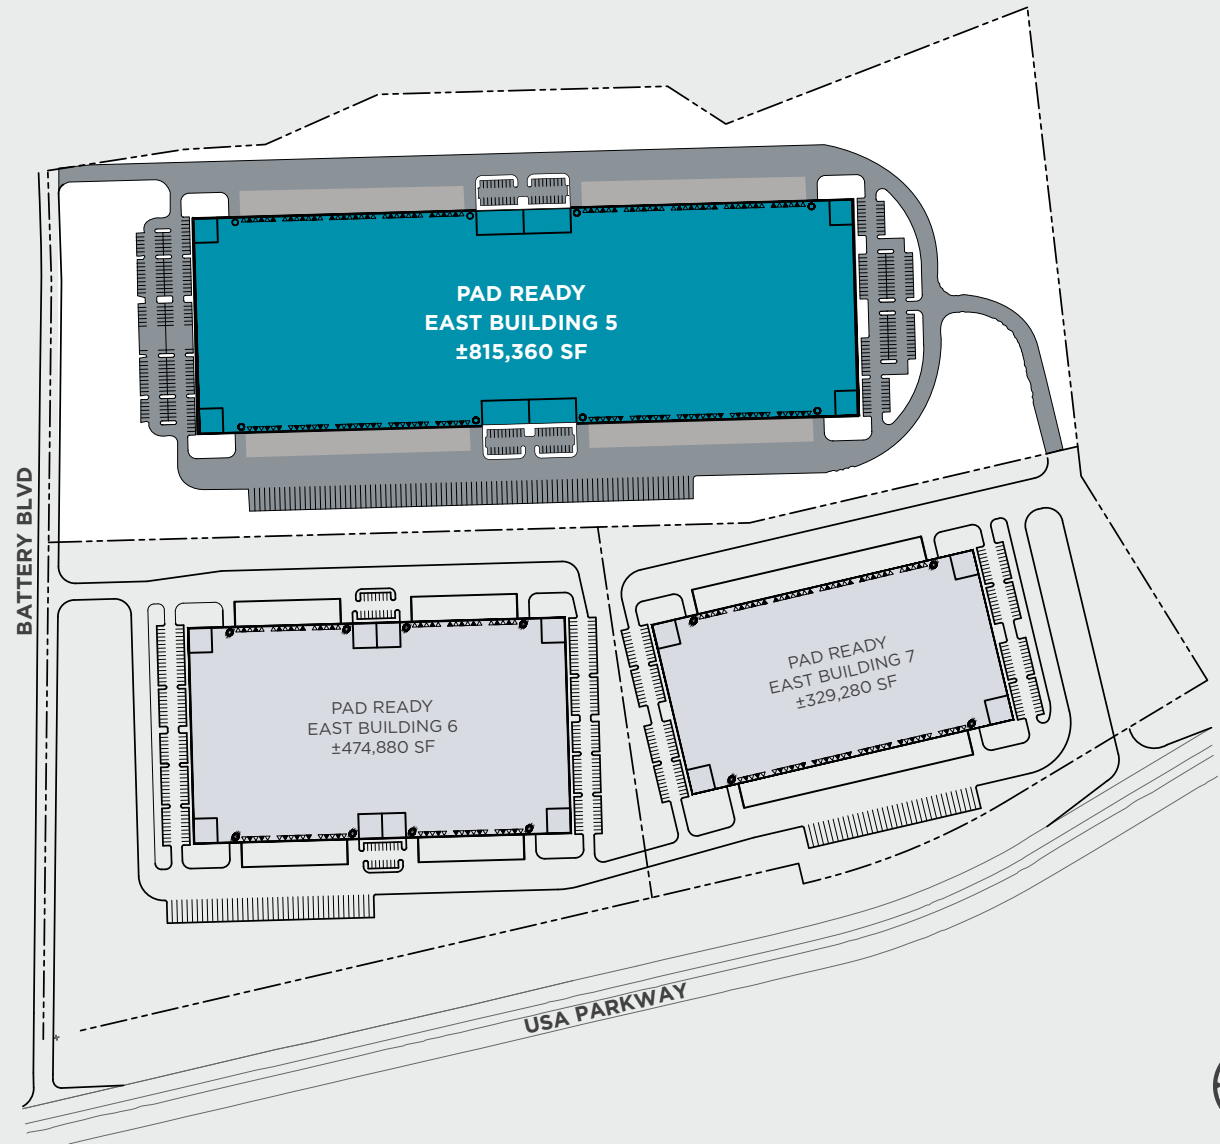 PAD READY
EAST BUILDING 5
±815,360 SF
BATTERY BLVD
PAD READY
EAST BUILDING 7
±329,280 SF
PAD READY
EAST BUILDING 6
±474,880 SF
USA PARKWAY